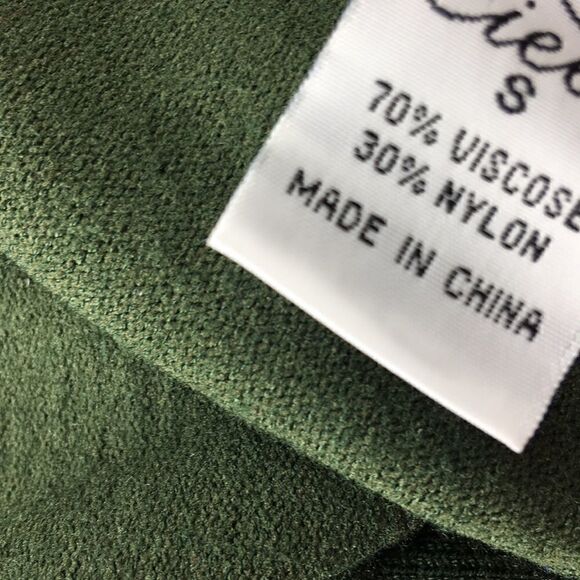 S
70% VISCOSE
30% NYLON
MADE IN CHINA